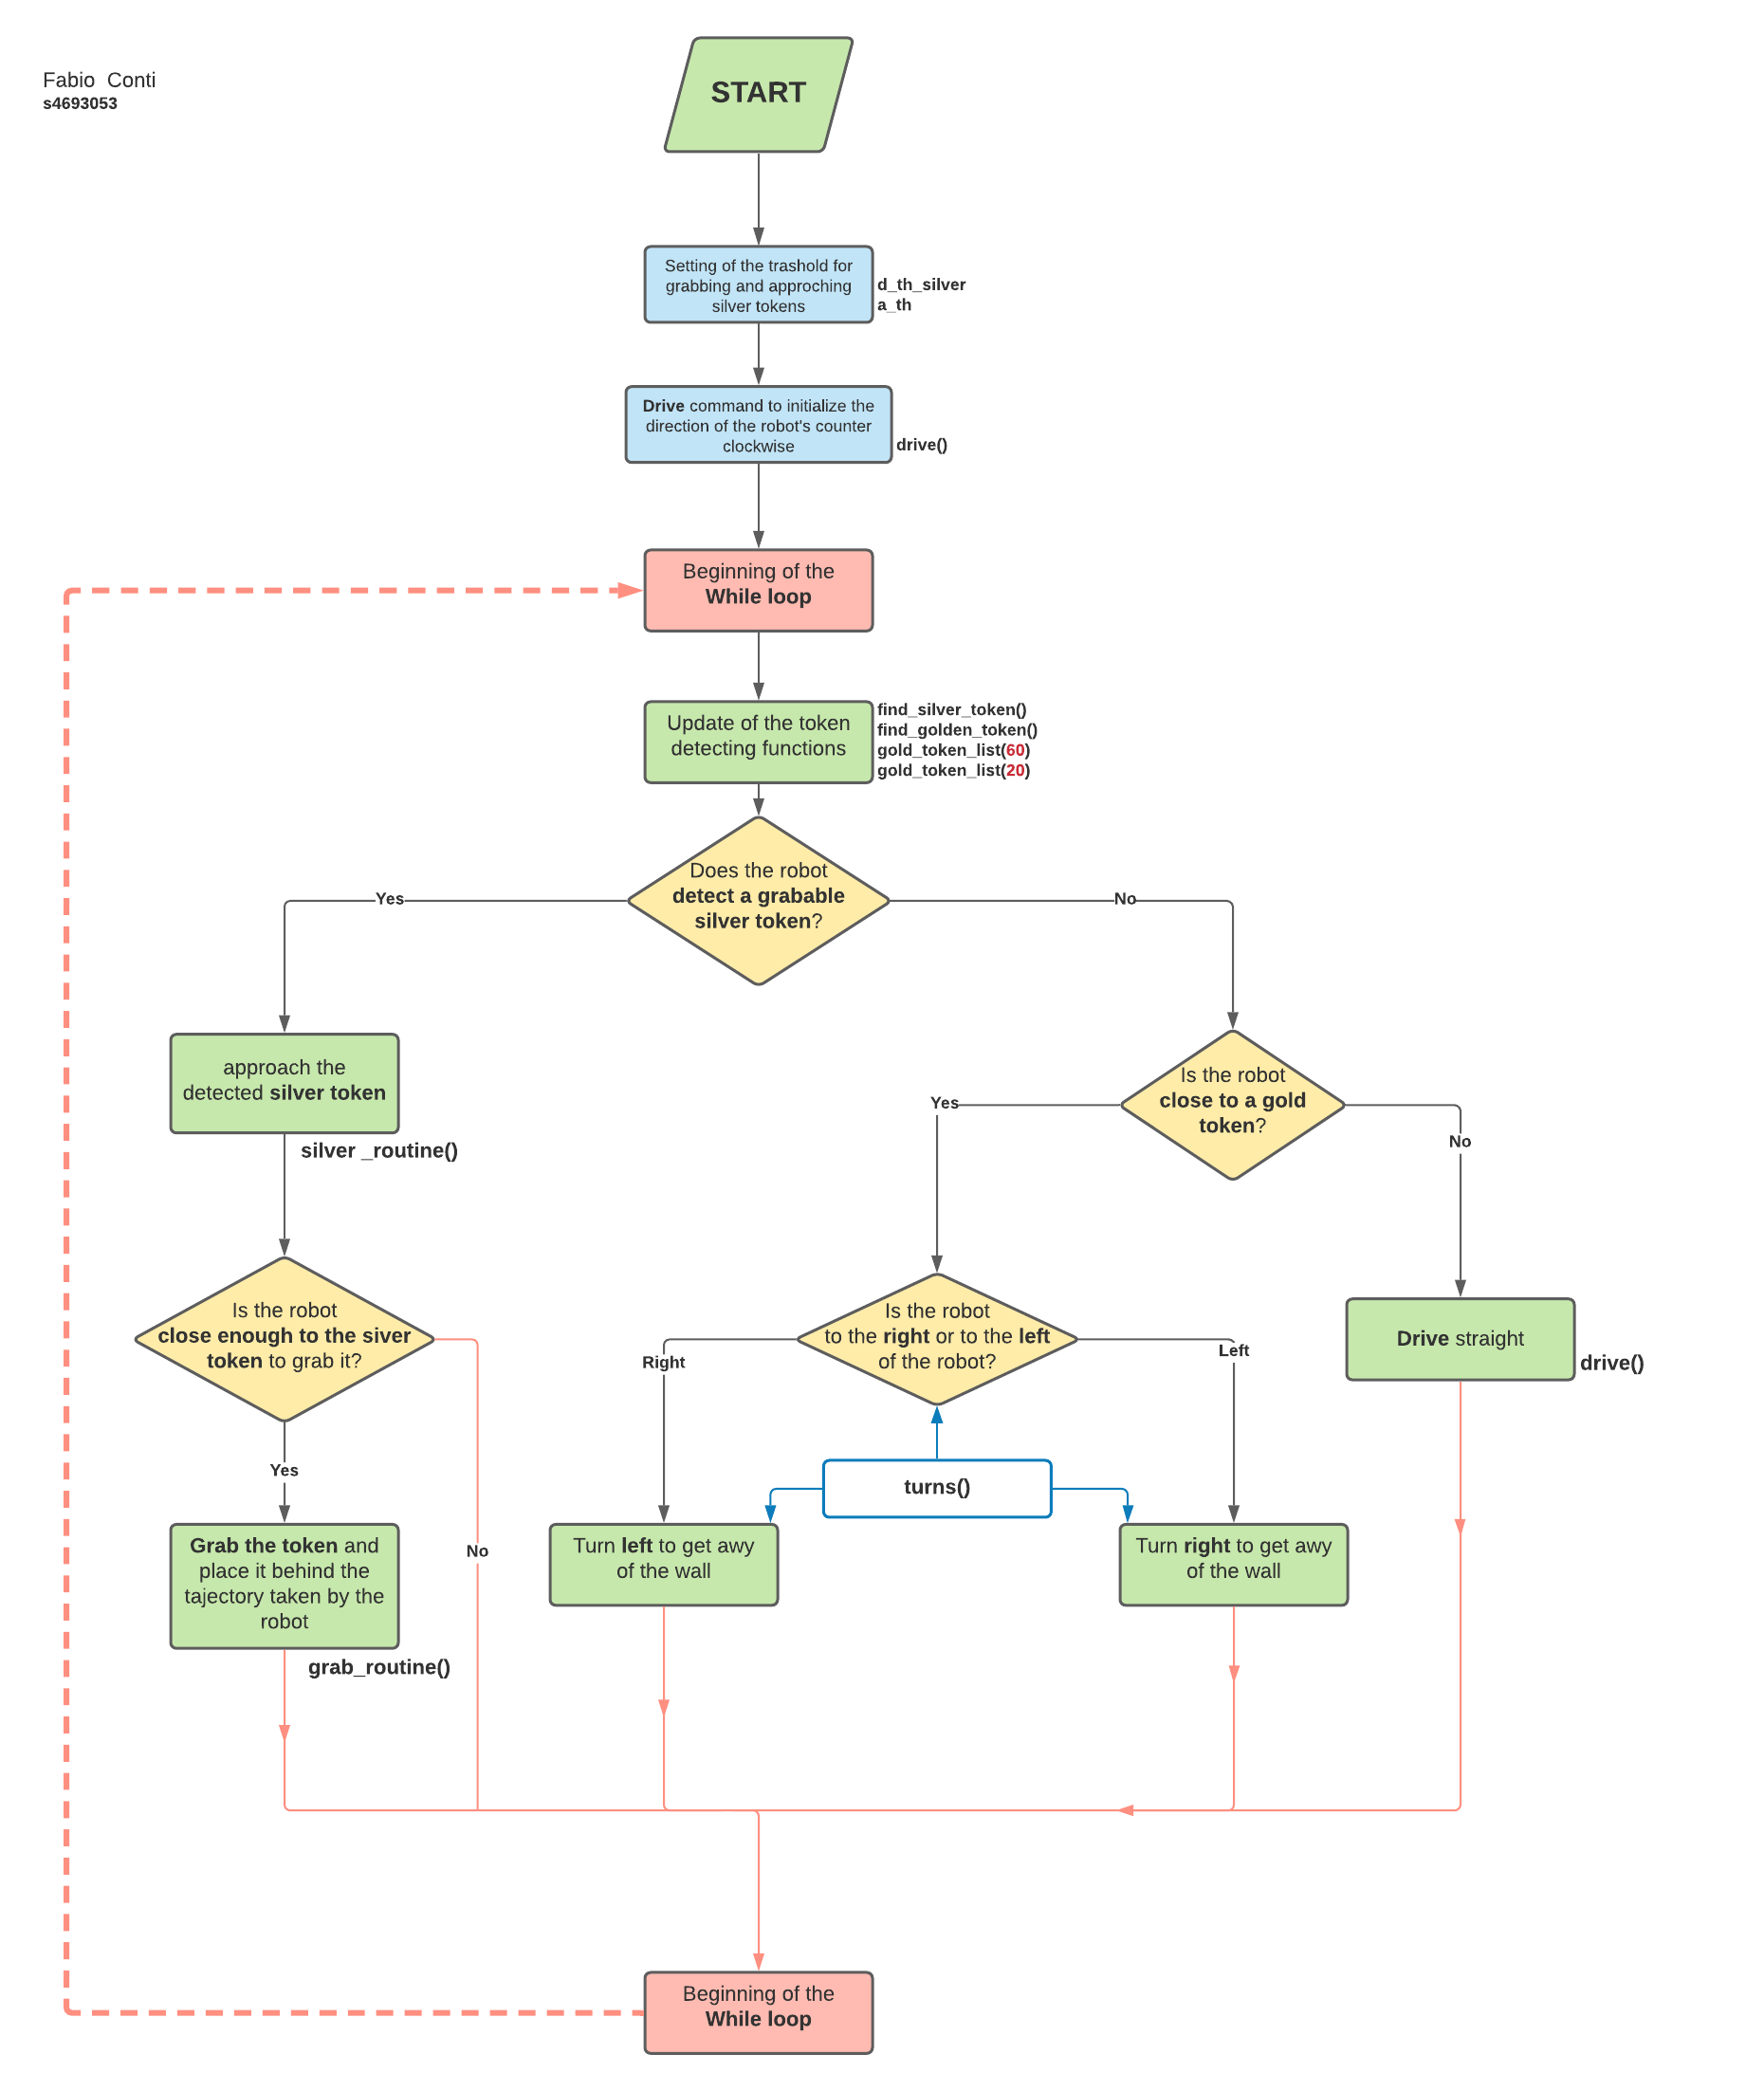 Fabio  Conti
s4693053
START
Setting of the trashold for
grabbing and approching
silver tokens
d_th_silver
a_th
Drive command to initialize the
direction of the robot's counter
clockwise
drive()
Beginning of the
While loop
Update of the token
detecting functions
find_silver_token()
find_golden_token()
gold_token_list(60)
gold_token_list(20)
Does the robot
detect a grabable
silver token?
Yes
No
approach the
detected silver token
silver _routine()
Is the robot
close to a gold
token?
Yes
No
Is the robot
close enough to the siver
token to grab it?
Yes
No
Is the robot
to the right or to the left
of the robot?
Right
Left
Drive straight
drive()
turns()
Grab the token and
place it behind the
tajectory taken by the
robot
grab_routine()
Turn left to get awy
of the wall
Turn right to get awy
of the wall
Beginning of the
While loop